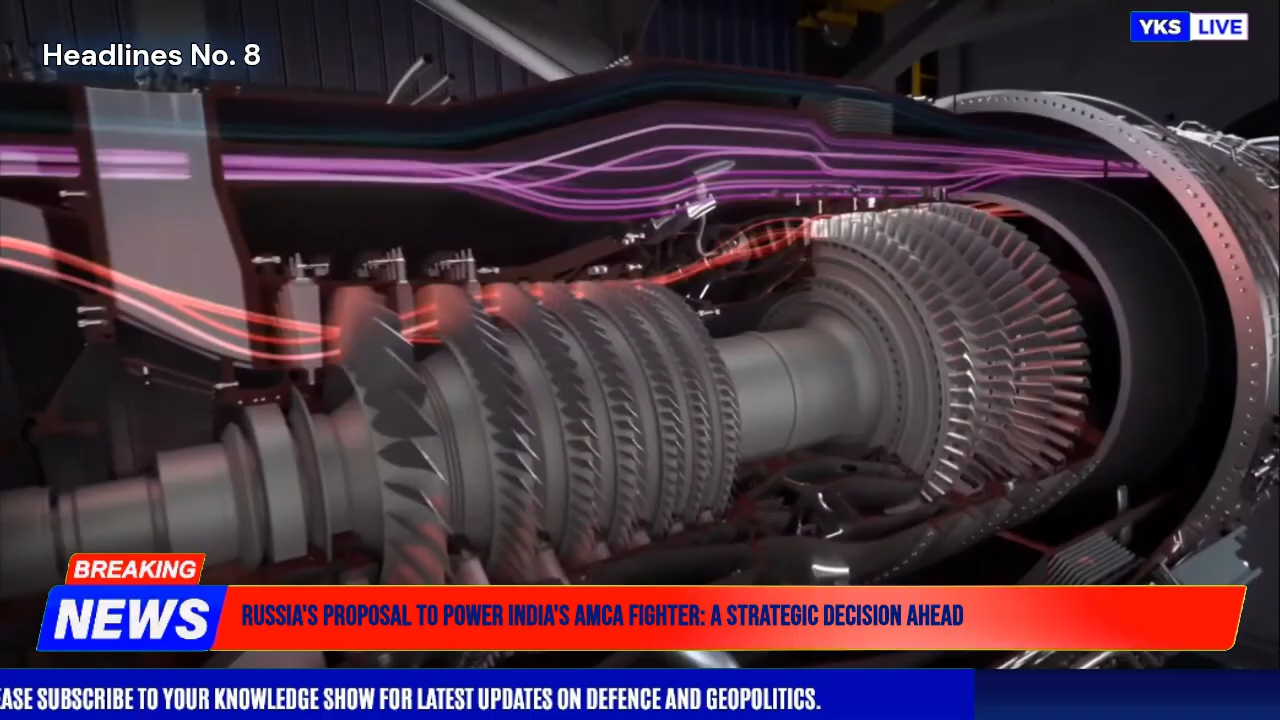 YKS LIVE
Headlines No. 8
BREAKING
NEWS
RUSSIA'S PROPOSAL TO POWER INDIA'S AMCA FIGHTER: A STRATEGIC DECISION AHEAD
SUBSCRIBE TO YOUR KNOWLEDGE SHOW FOR LATEST UPDATES ON DEFENCE AND GEOPOLITICS.